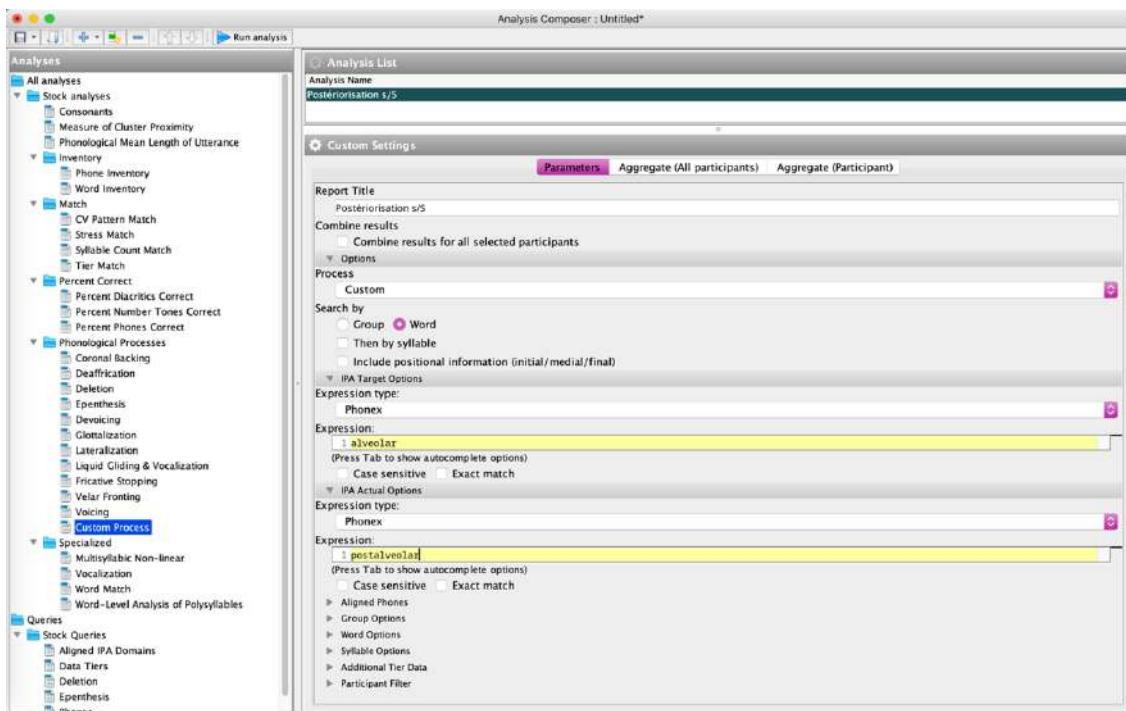 Analysis Composer : Untitled*
Run analysis
Analyses
All analyses
Stock analyses
Consonants
Measure of Cluster Proximity
Phonological Mean Length of Utterance
Inventory
Phone Inventory
Word Inventory
Match
CV Pattern Match
Stress Match
Syllable Count Match
Tier Match
Percent Correct
Percent Diacritics Correct
Percent Number Tones Correct
Percent Phones Correct
Phonological Processes
Coronal Backing
Deaffrication
Deletion
Epenthesis
Devoicing
Glottalization
Lateralization
Liquid Gliding & Vocalization
Fricative Stopping
Velar Fronting
Voicing
Custom Process
Specialized
Multisyllabic Non-linear
Vocalization
Word Match
Word-Level Analysis of Polysyllables
Queries
Stock Queries
Aligned IPA Domains
Data Tiers
Deletion
Epenthesis
Analysis List
Analysis Name
Postériorisation s/S
Custom Settings
Parameters Aggregate (All participants) Aggregate (Participant)
Report Title
Postériorisation s/S
Combine results
Combine results for all selected participants
Options
Process
Custom
Search by
Group Word
Then by syllable
Include positional information (initial/medial/final)
IPA Target Options
Expression type:
Phonex
Expression:
1 alveolar
(Press Tab to show autocomplete options)
Case sensitive Exact match
IPA Actual Options
Expression type:
Phonex
Expression:
1 postalveolar
(Press Tab to show autocomplete options)
Case sensitive Exact match
Aligned Phones
Group Options
Word Options
Syllable Options
Additional Tier Data
Participant Filter